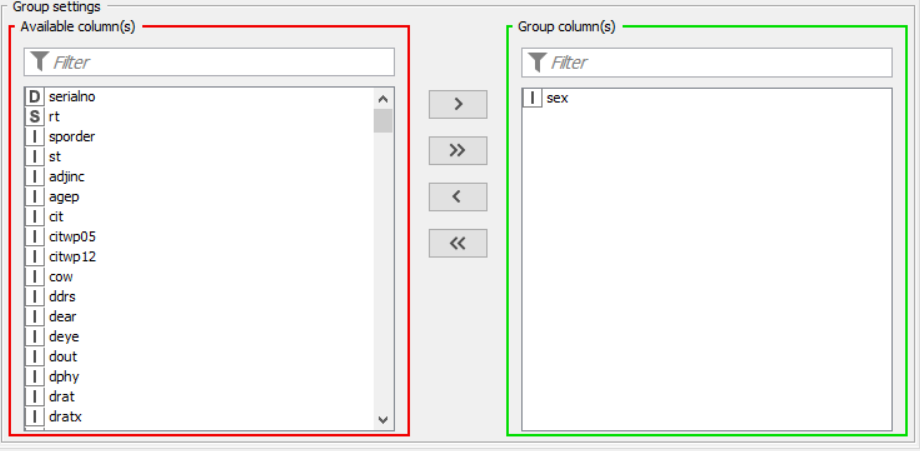 Group settings
Available column(s)
Filter
D serialno
S rt
I sporder
I st
I adjinc
I agep
I cit
I citwp05
I citwp12
I cow
I ddrs
I dear
I deye
I dout
I dphy
I drat
I dratx
>
>>
<
<<
Group column(s)
Filter
I sex